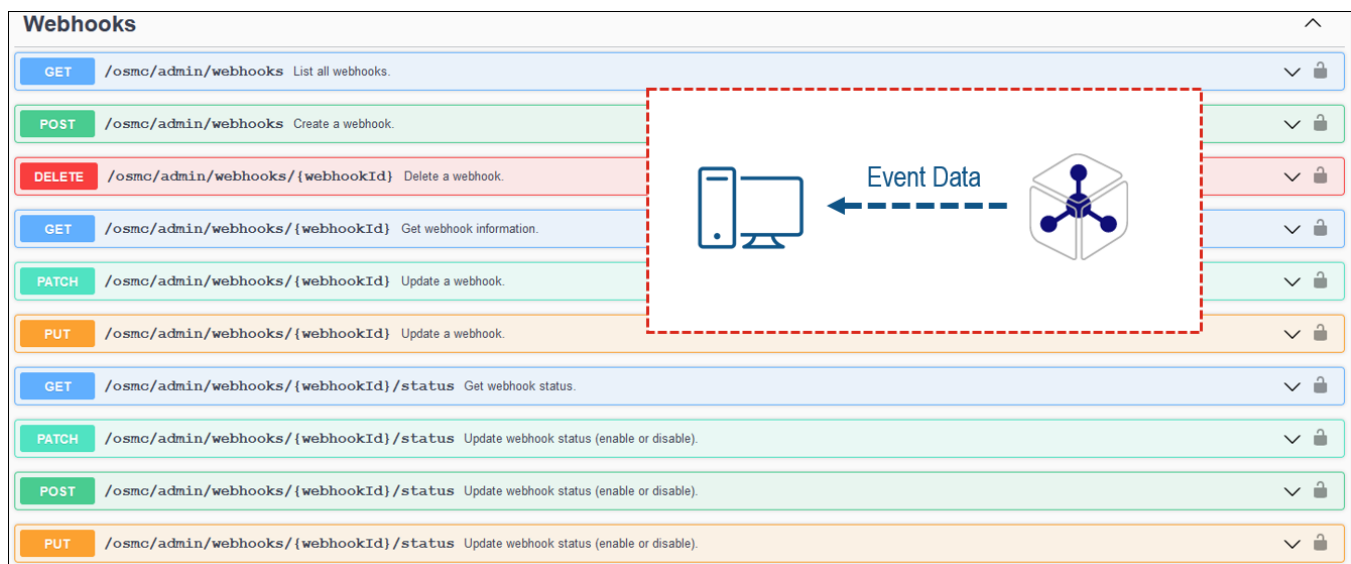 Webhooks
GET /osmc/admin/webhooks List all webhooks.
POST /osmc/admin/webhooks Create a webhook.
DELETE /osmc/admin/webhooks/{webhookId} Delete a webhook.
Event Data
GET /osmc/admin/webhooks/{webhookId} Get webhook information.
PATCH /osmc/admin/webhooks/{webhookId} Update a webhook.
PUT /osmc/admin/webhooks/{webhookId} Update a webhook.
GET /osmc/admin/webhooks/{webhookId}/status Get webhook status.
PATCH /osmc/admin/webhooks/{webhookId}/status Update webhook status (enable or disable).
POST /osmc/admin/webhooks/{webhookId}/status Update webhook status (enable or disable).
PUT /osmc/admin/webhooks/{webhookId}/status Update webhook status (enable or disable).